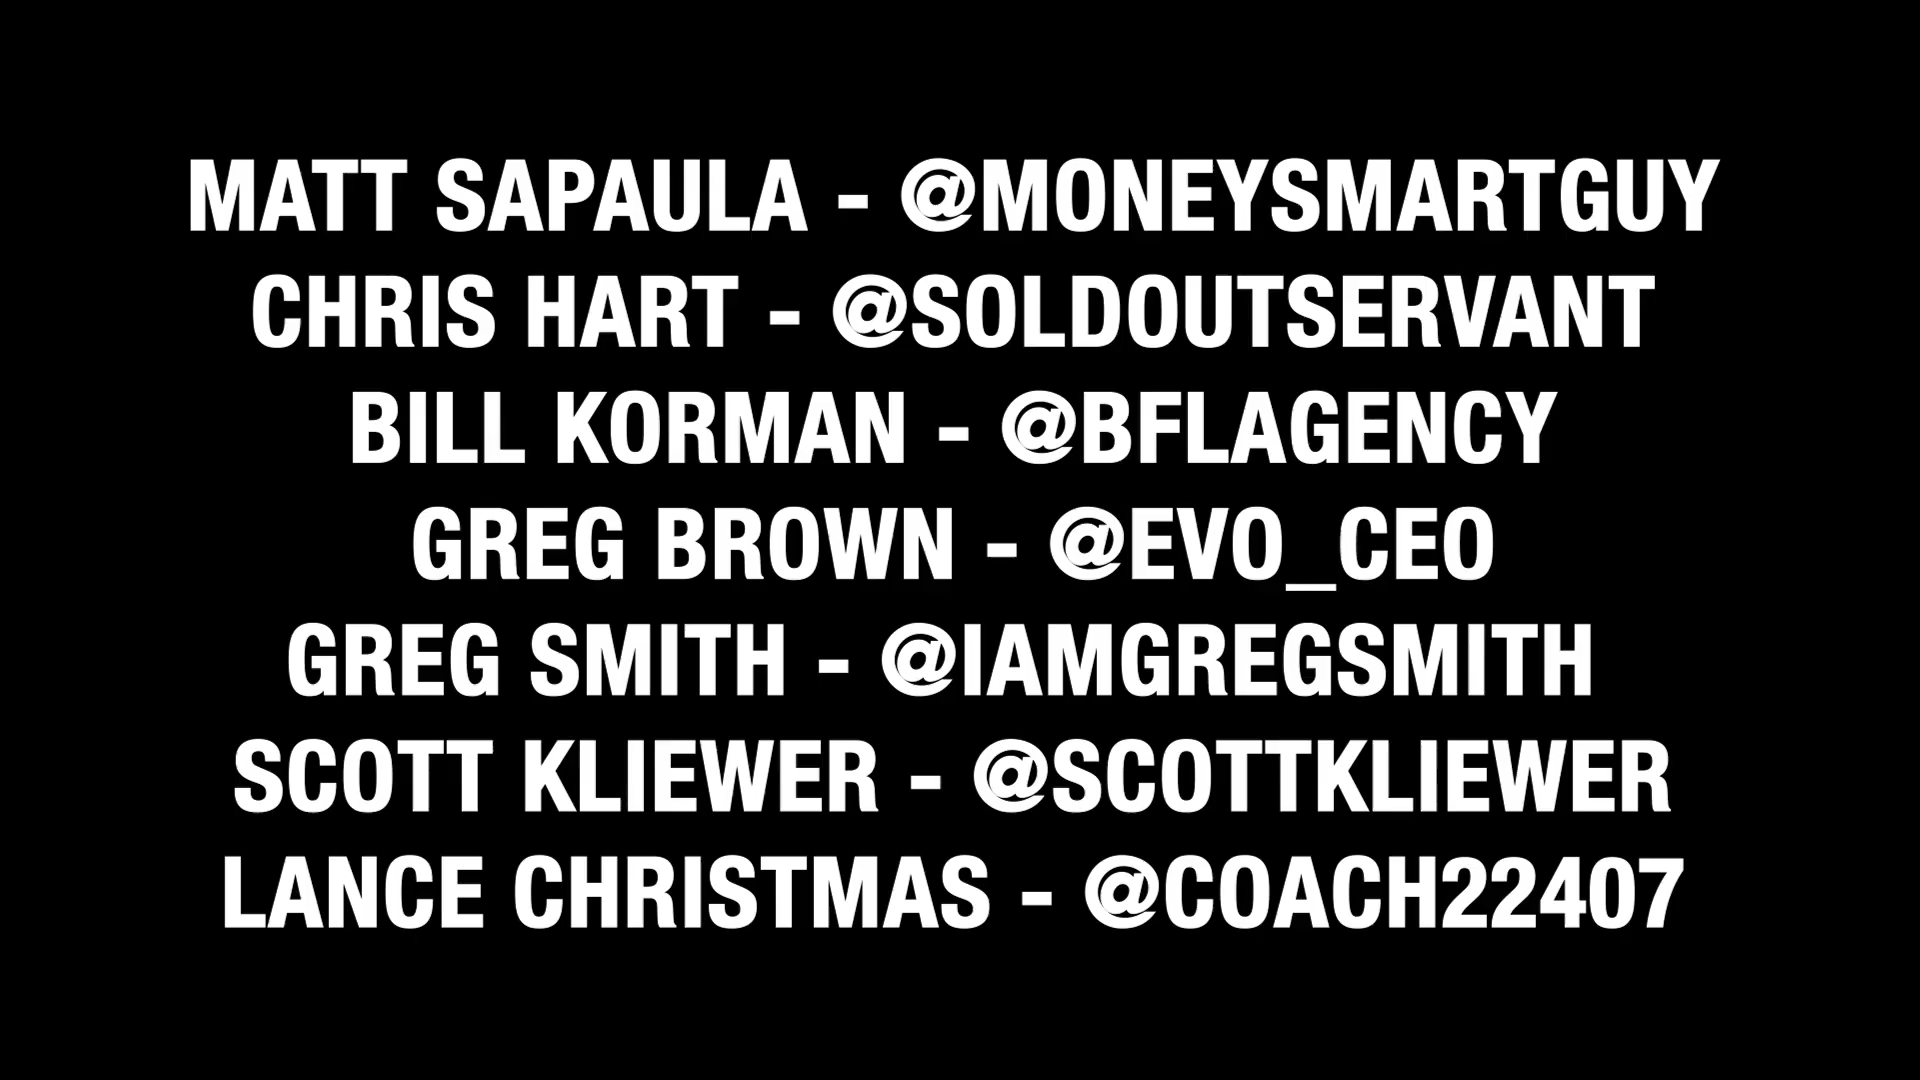 MATT SAPAULA - @MONEYSMARTGUY
CHRIS HART - @SOLDOUTSERVANT
BILL KORMAN - @BFLAGENCY
GREG BROWN - @EVO_CEO
GREG SMITH - @IAMGREGSMITH
SCOTT KLIEWER - @SCOTTKLIEWER
LANCE CHRISTMAS - @COACH22407